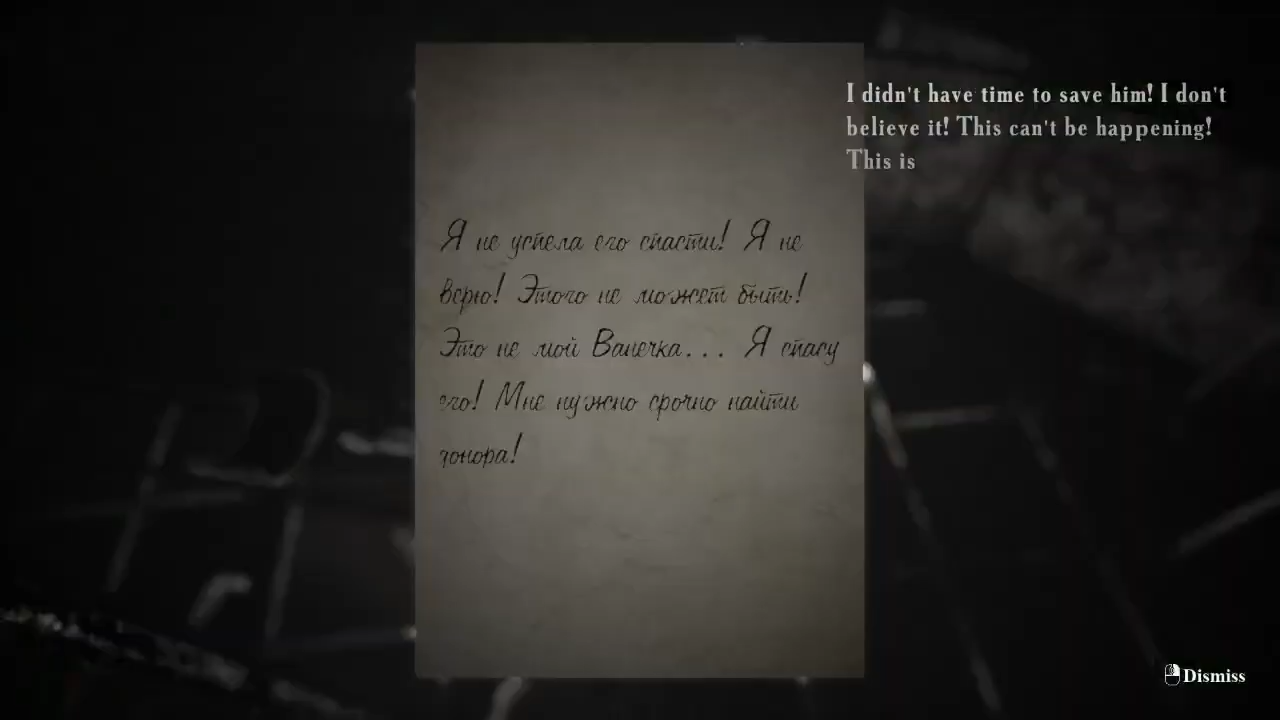 I didn't have time to save him! I don't
believe it! This can't be happening!
This is
Я не успела его спасти! Я не
верю! Этого не может быть!
Это не мой Ванечка... Я спасу
его! Мне нужно срочно найти
донора!
Dismiss